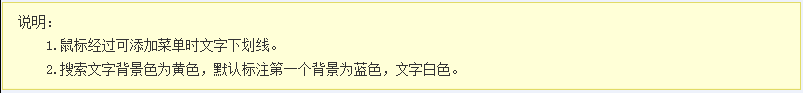 说明：
1.鼠标经过可添加菜单时文字下划线。
2.搜索文字背景色为黄色，默认标注第一个背景为蓝色，文字白色。